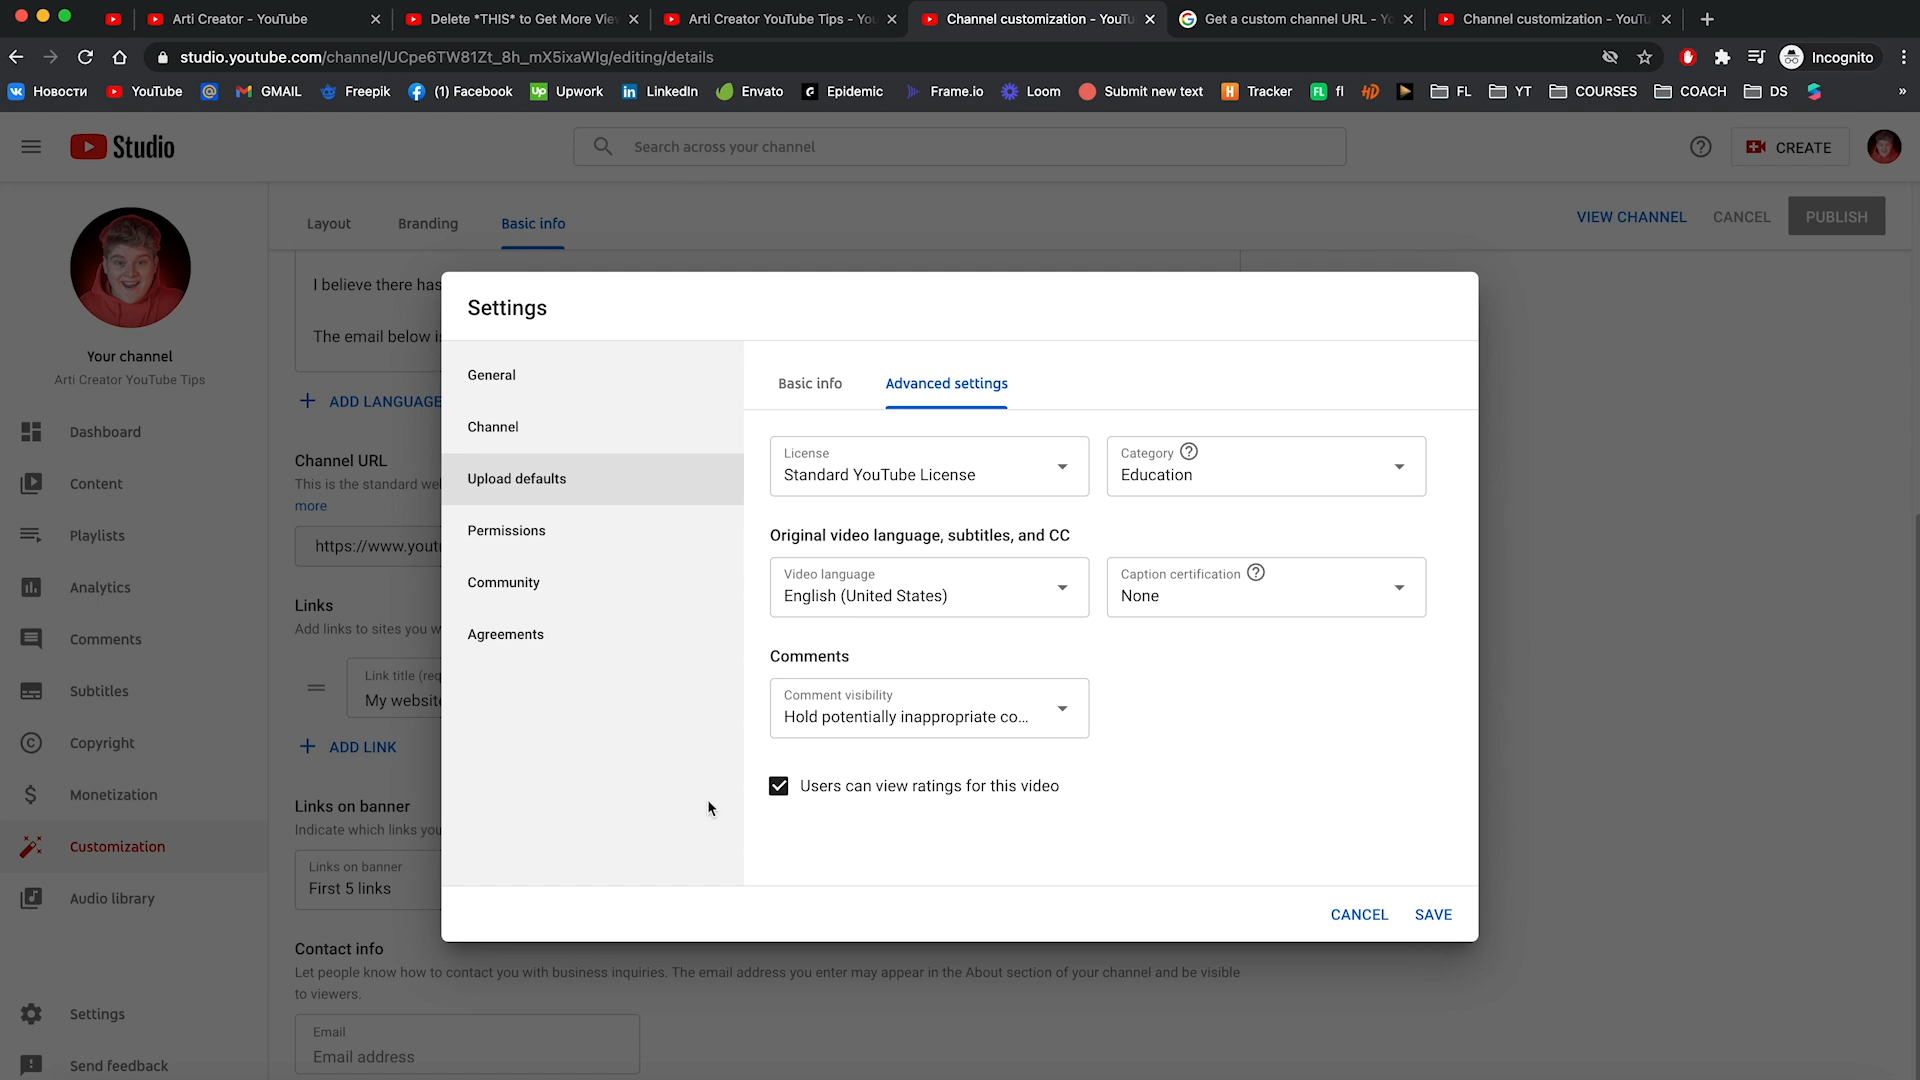 Arti Creator - YouTube
Delete *THIS* to Get More Vie
Arti Creator YouTube Tips - You
Channel customization - YouTu
Get a custom channel URL - Yo
Channel customization - YouTu
studio.youtube.com/channel/UCpe6TW81Zt_8h_mX5ixaWIg/editing/details
Incognito
Новости
YouTube
GMAIL
Freepik
(1) Facebook
Upwork
LinkedIn
Envato
Epidemic
Frame.io
Loom
Submit new text
Tracker
fl
FL
YT
COURSES
COACH
DS
»
Studio
Search across your channel
CREATE
Layout
Branding
Basic info
VIEW CHANNEL
CANCEL
PUBLISH
Your channel
Arti Creator YouTube Tips
Dashboard
Content
Playlists
Analytics
Comments
Subtitles
Copyright
Monetization
Customization
Audio library
Settings
Send feedback
I believe there has
The email below i
ADD LANGUAGE
Channel URL
This is the standard we
more
https://www.yout
Links
Add links to sites you w
Link title (req
My website
ADD LINK
Links on banner
Indicate which links you
Links on banner
First 5 links
Contact info
Let people know how to contact you with business inquiries. The email address you enter may appear in the About section of your channel and be visible
to viewers.
Email
Email address
Settings
General
Channel
Upload defaults
Permissions
Community
Agreements
Basic info
Advanced settings
License
Standard YouTube License
Category
Education
Original video language, subtitles, and CC
Video language
English (United States)
Caption certification
None
Comments
Comment visibility
Hold potentially inappropriate co...
Users can view ratings for this video
CANCEL
SAVE